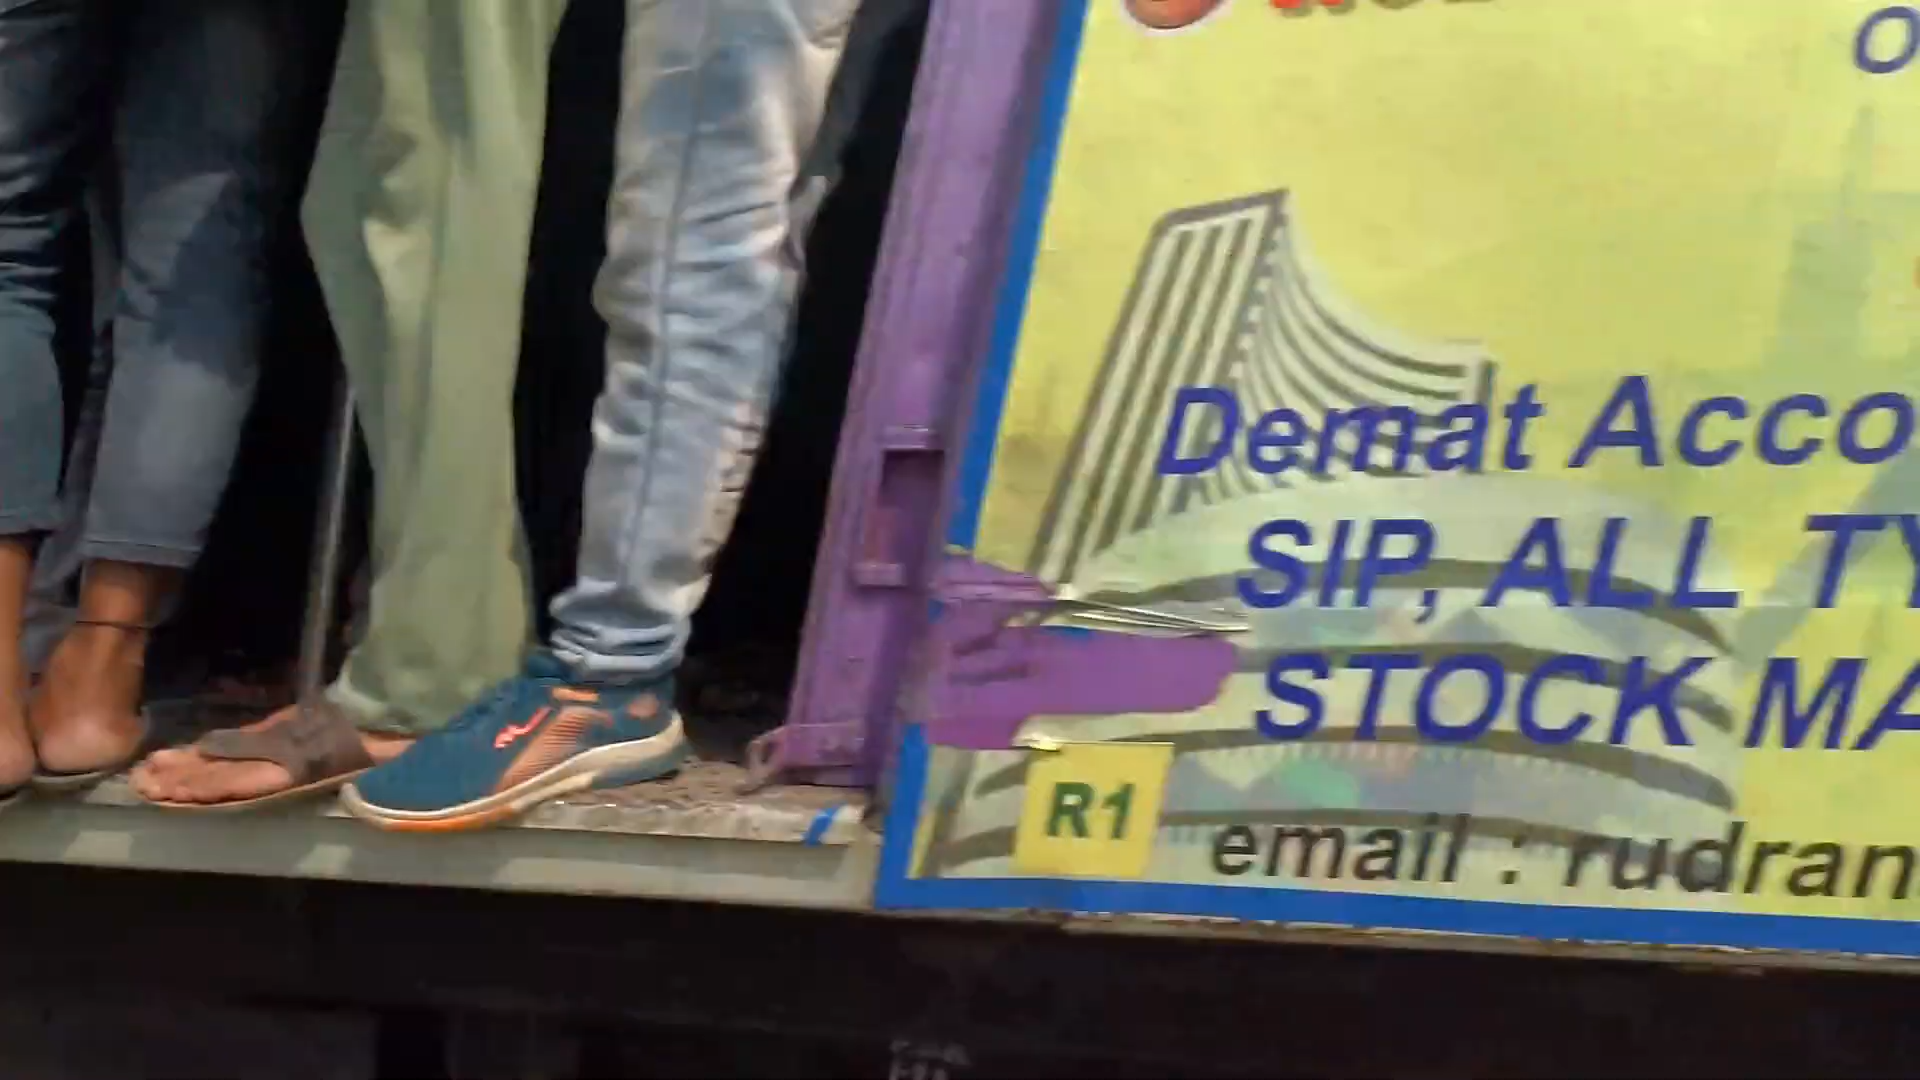 Demat Acco
SIP, ALL TY
STOCK MA
R1
email : rudran